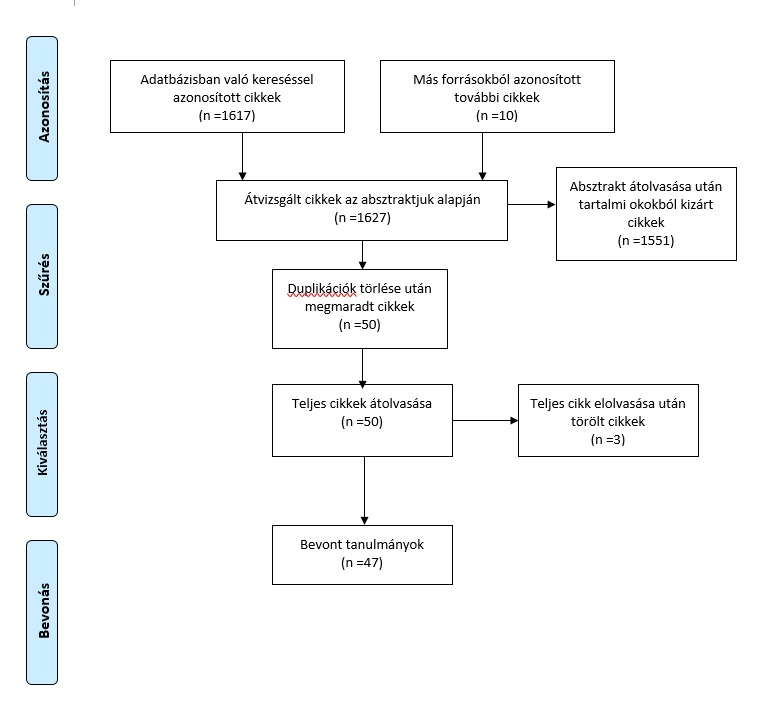 Azonosítás
Adatbázisban való kereséssel
azonosított cikkek
(n =1617)
Más forrásokból azonosított
további cikkek
(n =10)
Szűrés
Átvizsgált cikkek az absztraktjuk alapján
(n =1627)
Absztrakt átolvasása után
tartalmi okokból kizárt
cikkek
(n =1551)
Duplikációk törlése után
megmaradt cikkek
(n =50)
Kiválasztás
Teljes cikkek átolvasása
(n =50)
Teljes cikk elolvasása után
törölt cikkek
(n =3)
Bevonás
Bevont tanulmányok
(n =47)